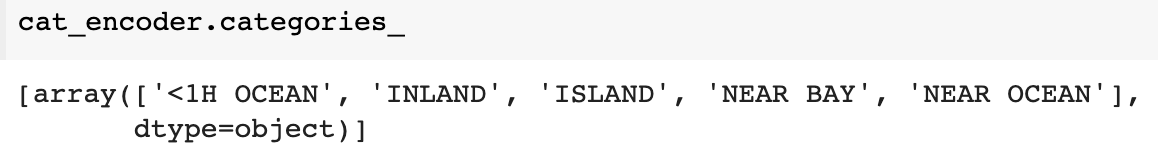 cat_encoder.categories_
[array(['<1H OCEAN', 'INLAND', 'ISLAND', 'NEAR BAY', 'NEAR OCEAN'],
dtype=object)]